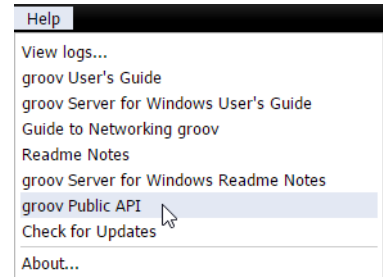 Help
View logs...
groov User's Guide
groov Server for Windows User's Guide
Guide to Networking groov
Readme Notes
groov Server for Windows Readme Notes
groov Public API
Check for Updates
About...